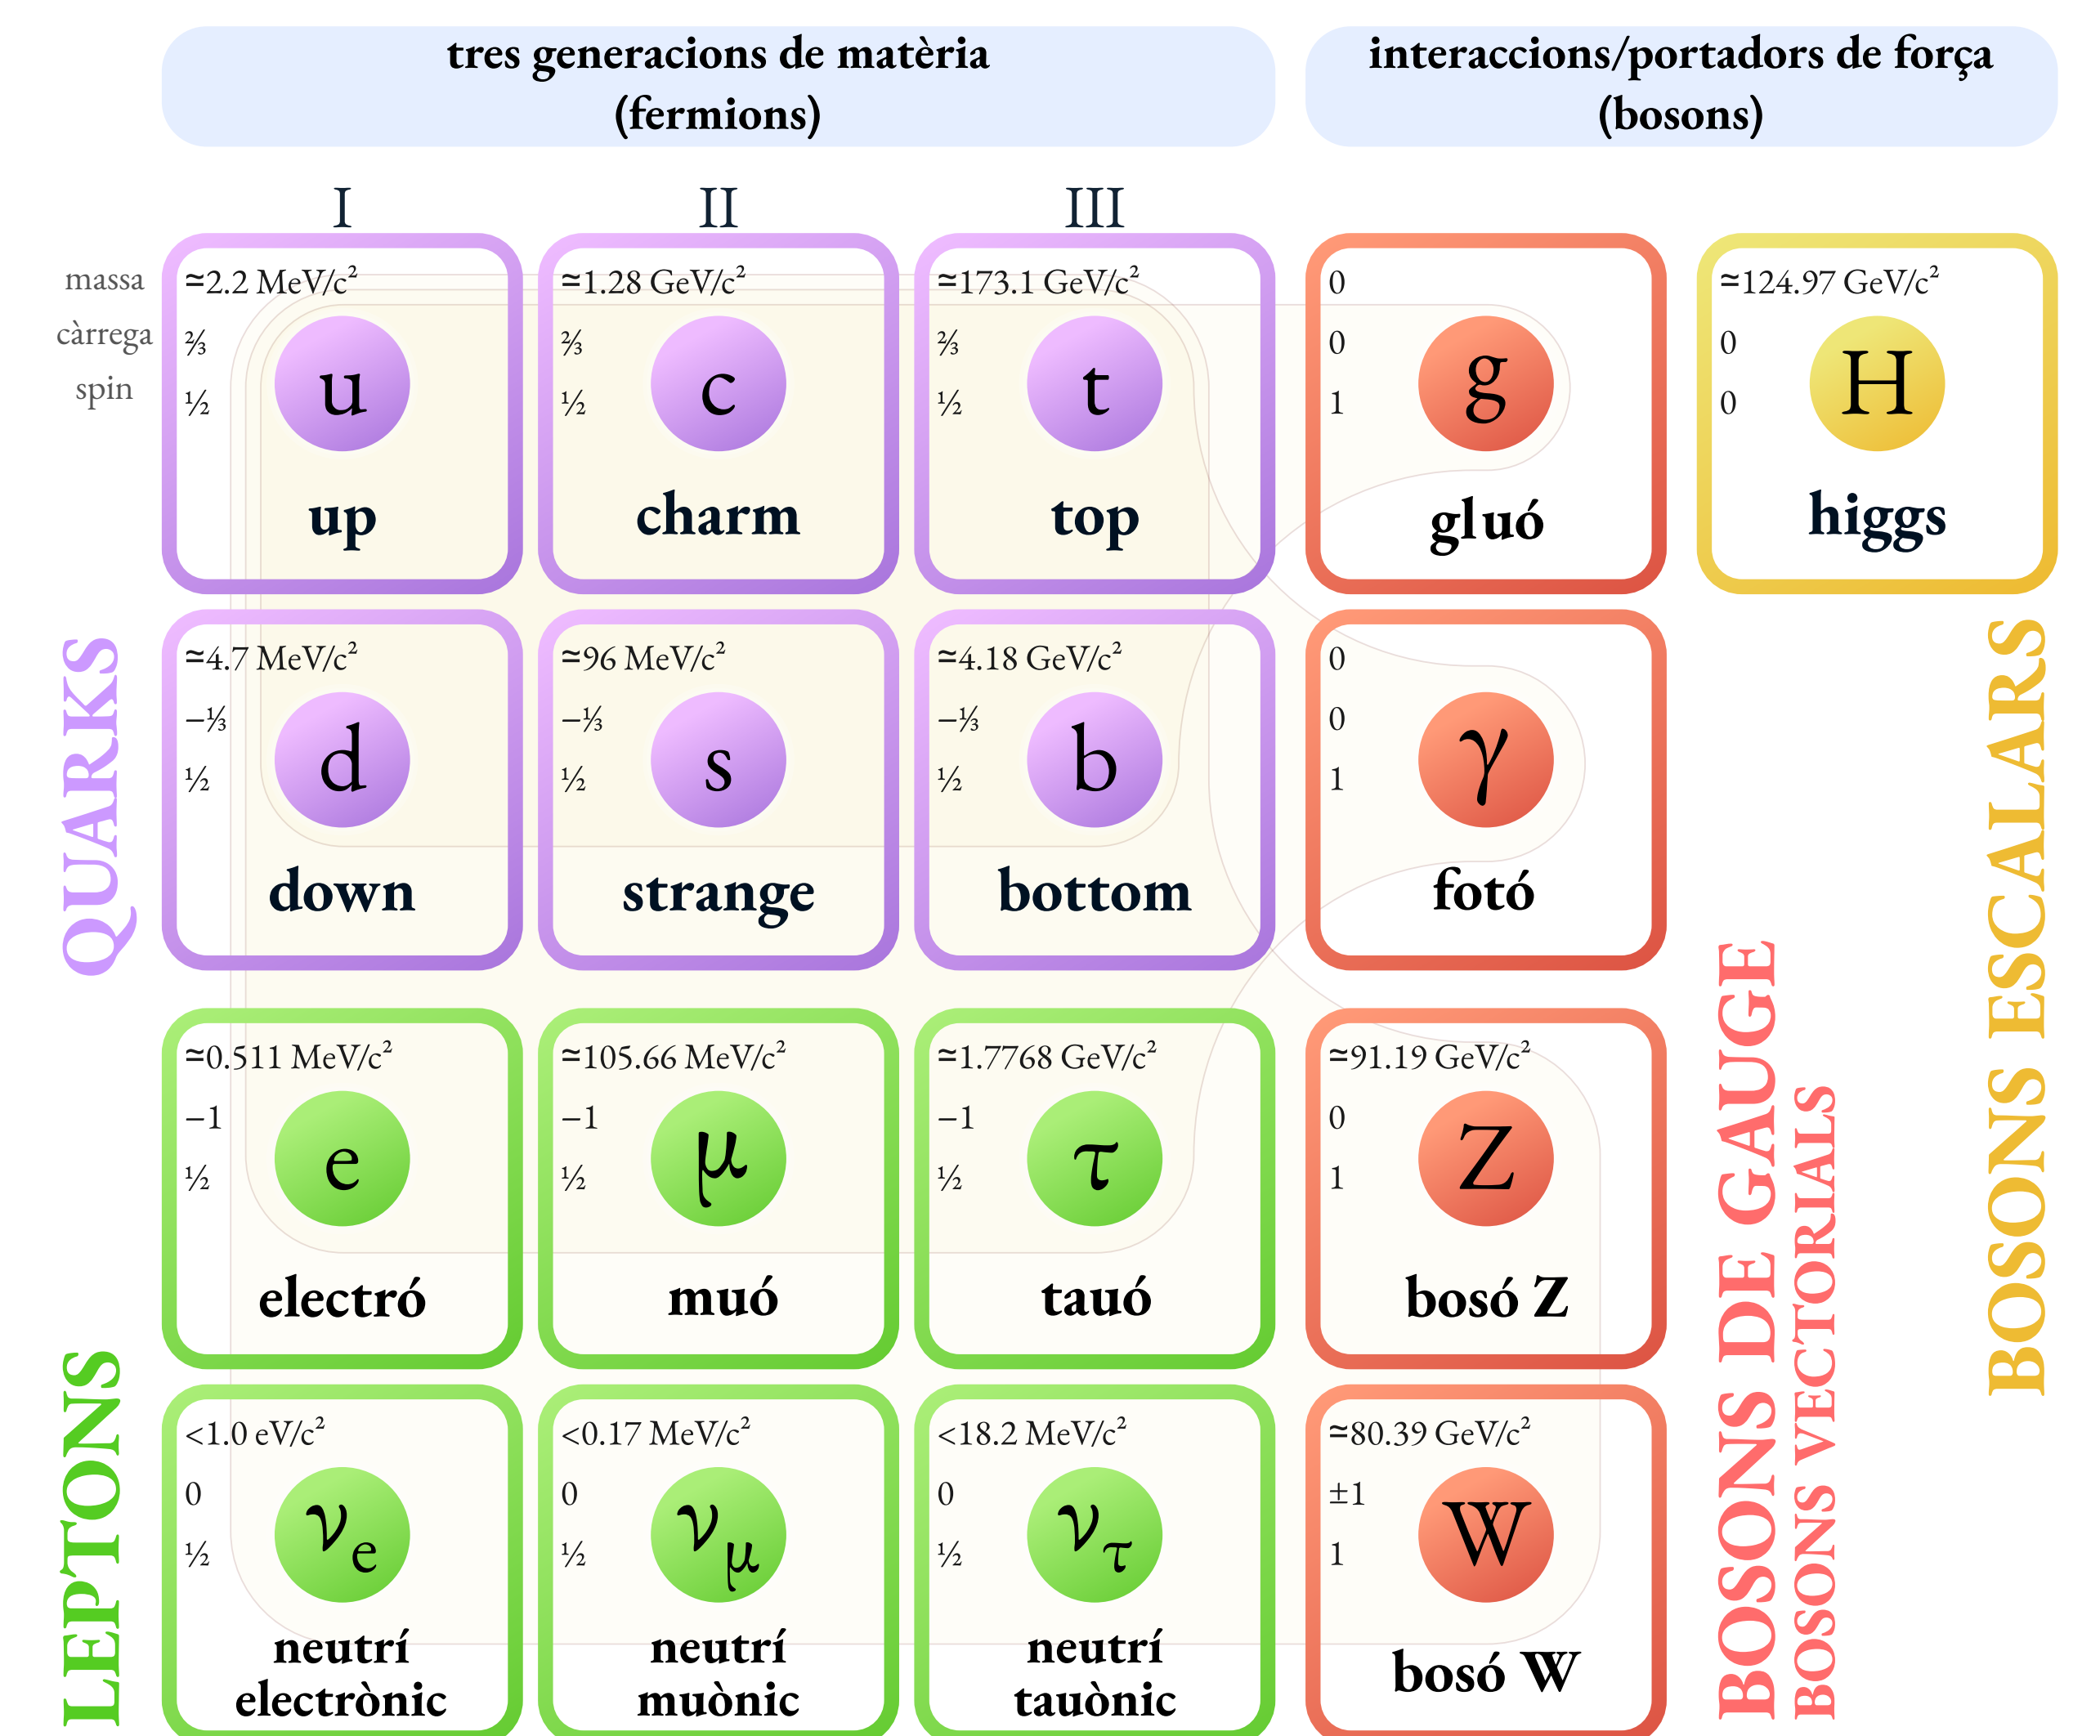 tres generacions de matèria
(fermions)
interaccions/portadors de força
(bosons)
I
II
III
massa
càrrega
spin
≃2.2 MeV/c²
⅔
½
u
up
≃1.28 GeV/c²
⅔
½
c
charm
≃173.1 GeV/c²
⅔
½
t
top
0
0
1
g
gluó
≃124.97 GeV/c²
0
0
H
higgs
QUARKS
≃4.7 MeV/c²
−⅓
½
d
down
≃96 MeV/c²
−⅓
½
s
strange
≃4.18 GeV/c²
−⅓
½
b
bottom
0
0
1
γ
fotó
LEPTONS
≃0.511 MeV/c²
−1
½
e
electró
≃105.66 MeV/c²
−1
½
μ
muó
≃1.7768 GeV/c²
−1
½
τ
tauó
≃91.19 GeV/c²
0
1
Z
bosó Z
<1.0 eV/c²
0
½
νe
neutrí
electrònic
<0.17 MeV/c²
0
½
νμ
neutrí
muònic
<18.2 MeV/c²
0
½
ντ
neutrí
tauònic
≃80.39 GeV/c²
±1
1
W
bosó W
BOSONS DE GAUGE
BOSONS VECTORIALS
BOSONS ESCALARS